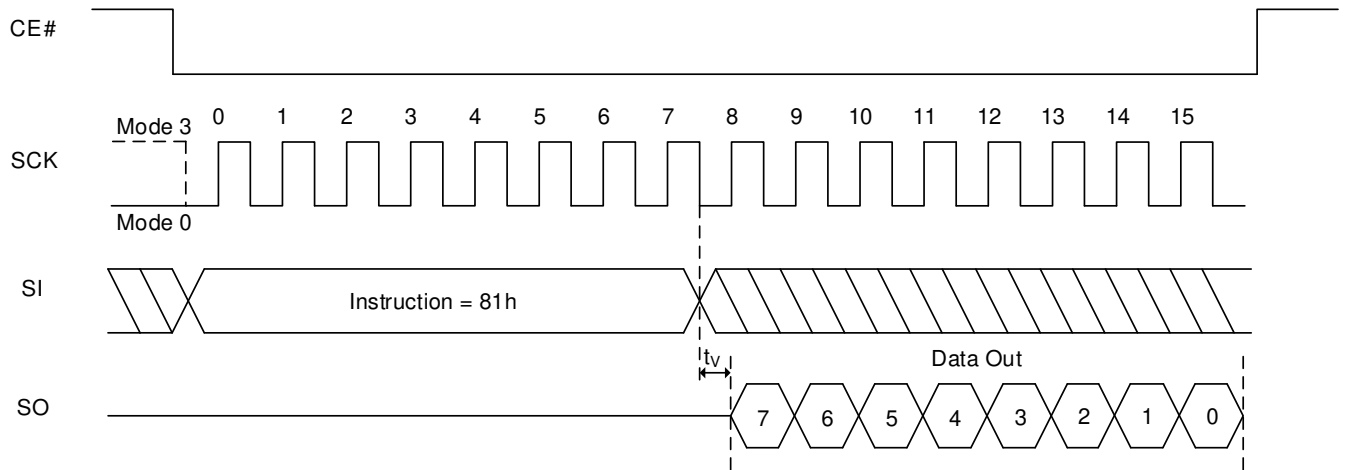 CE#
Mode 3 0 1 2 3 4 5 6 7 8 9 10 11 12 13 14 15
SCK
Mode 0
SI Instruction = 81h
tV Data Out
SO 7 6 5 4 3 2 1 0